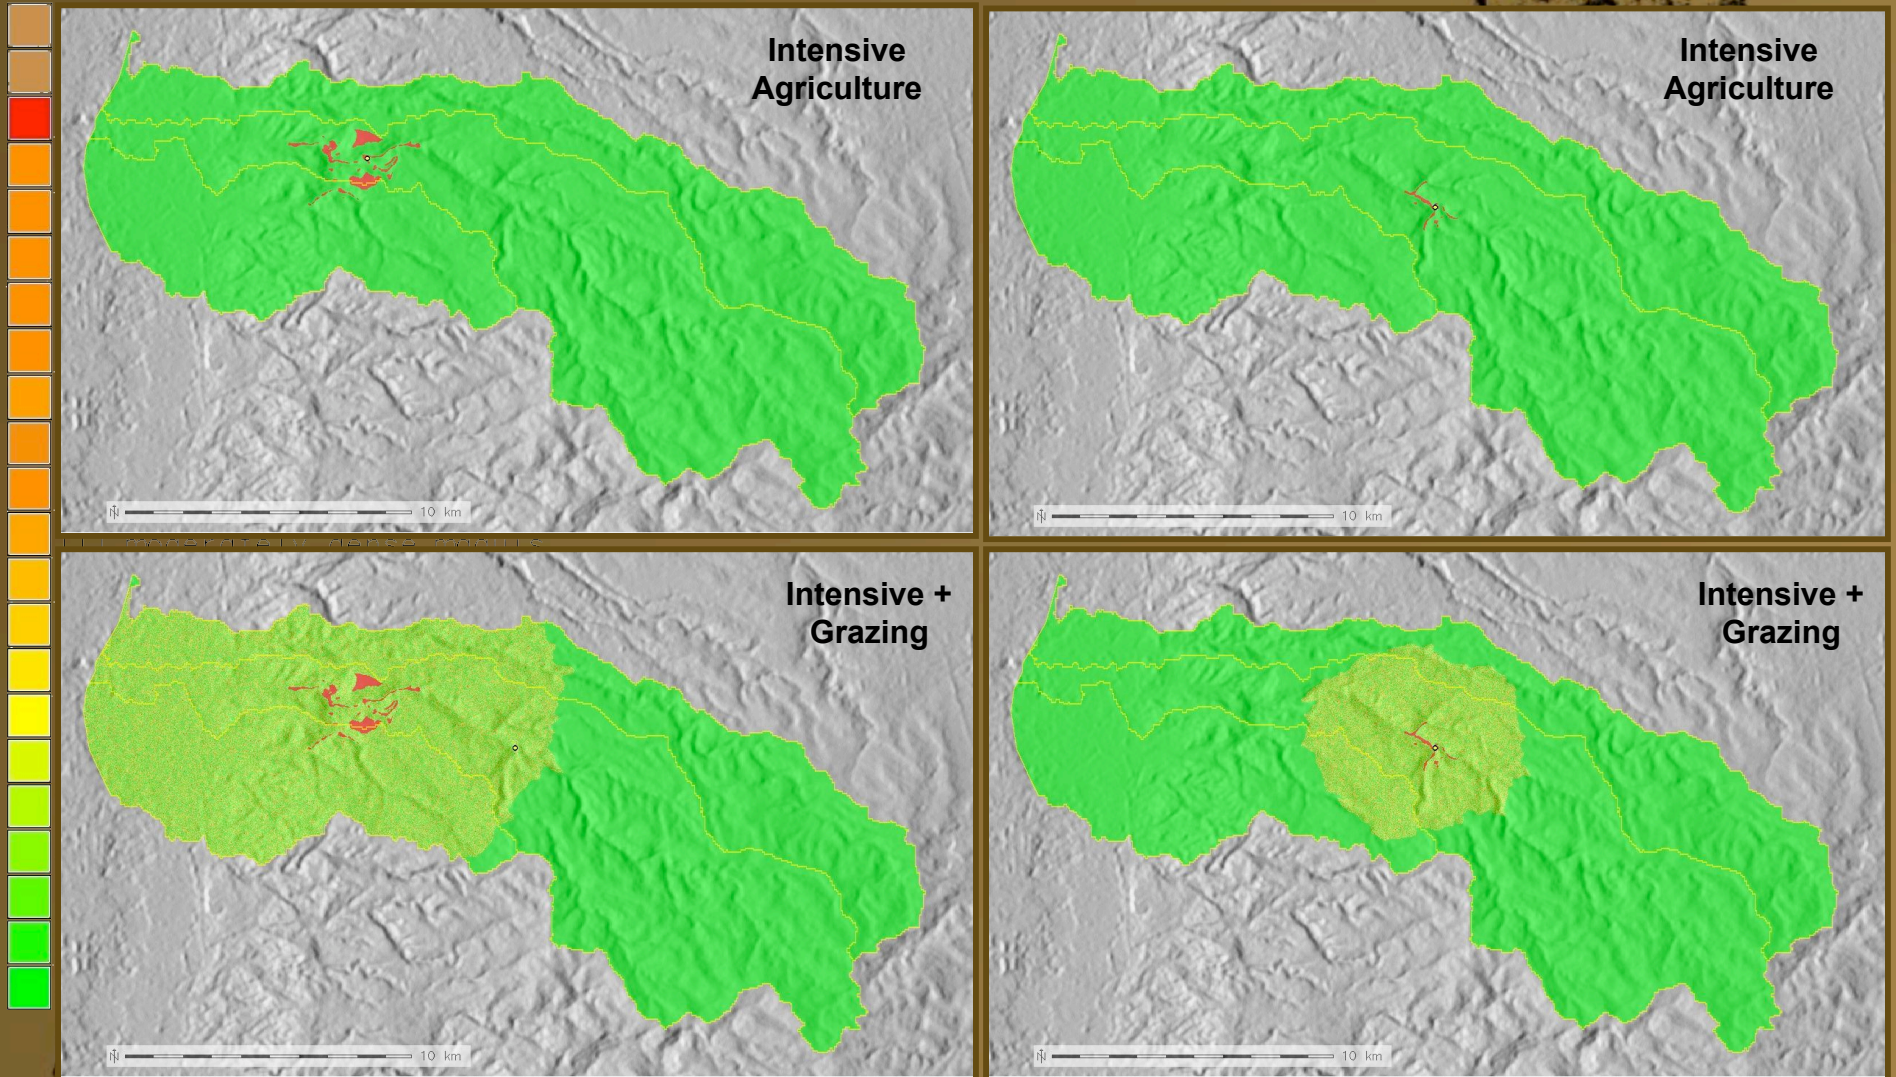 Intensive
Agriculture
Intensive
Agriculture
10 km
10 km
Intensive +
Grazing
Intensive +
Grazing
10 km
10 km